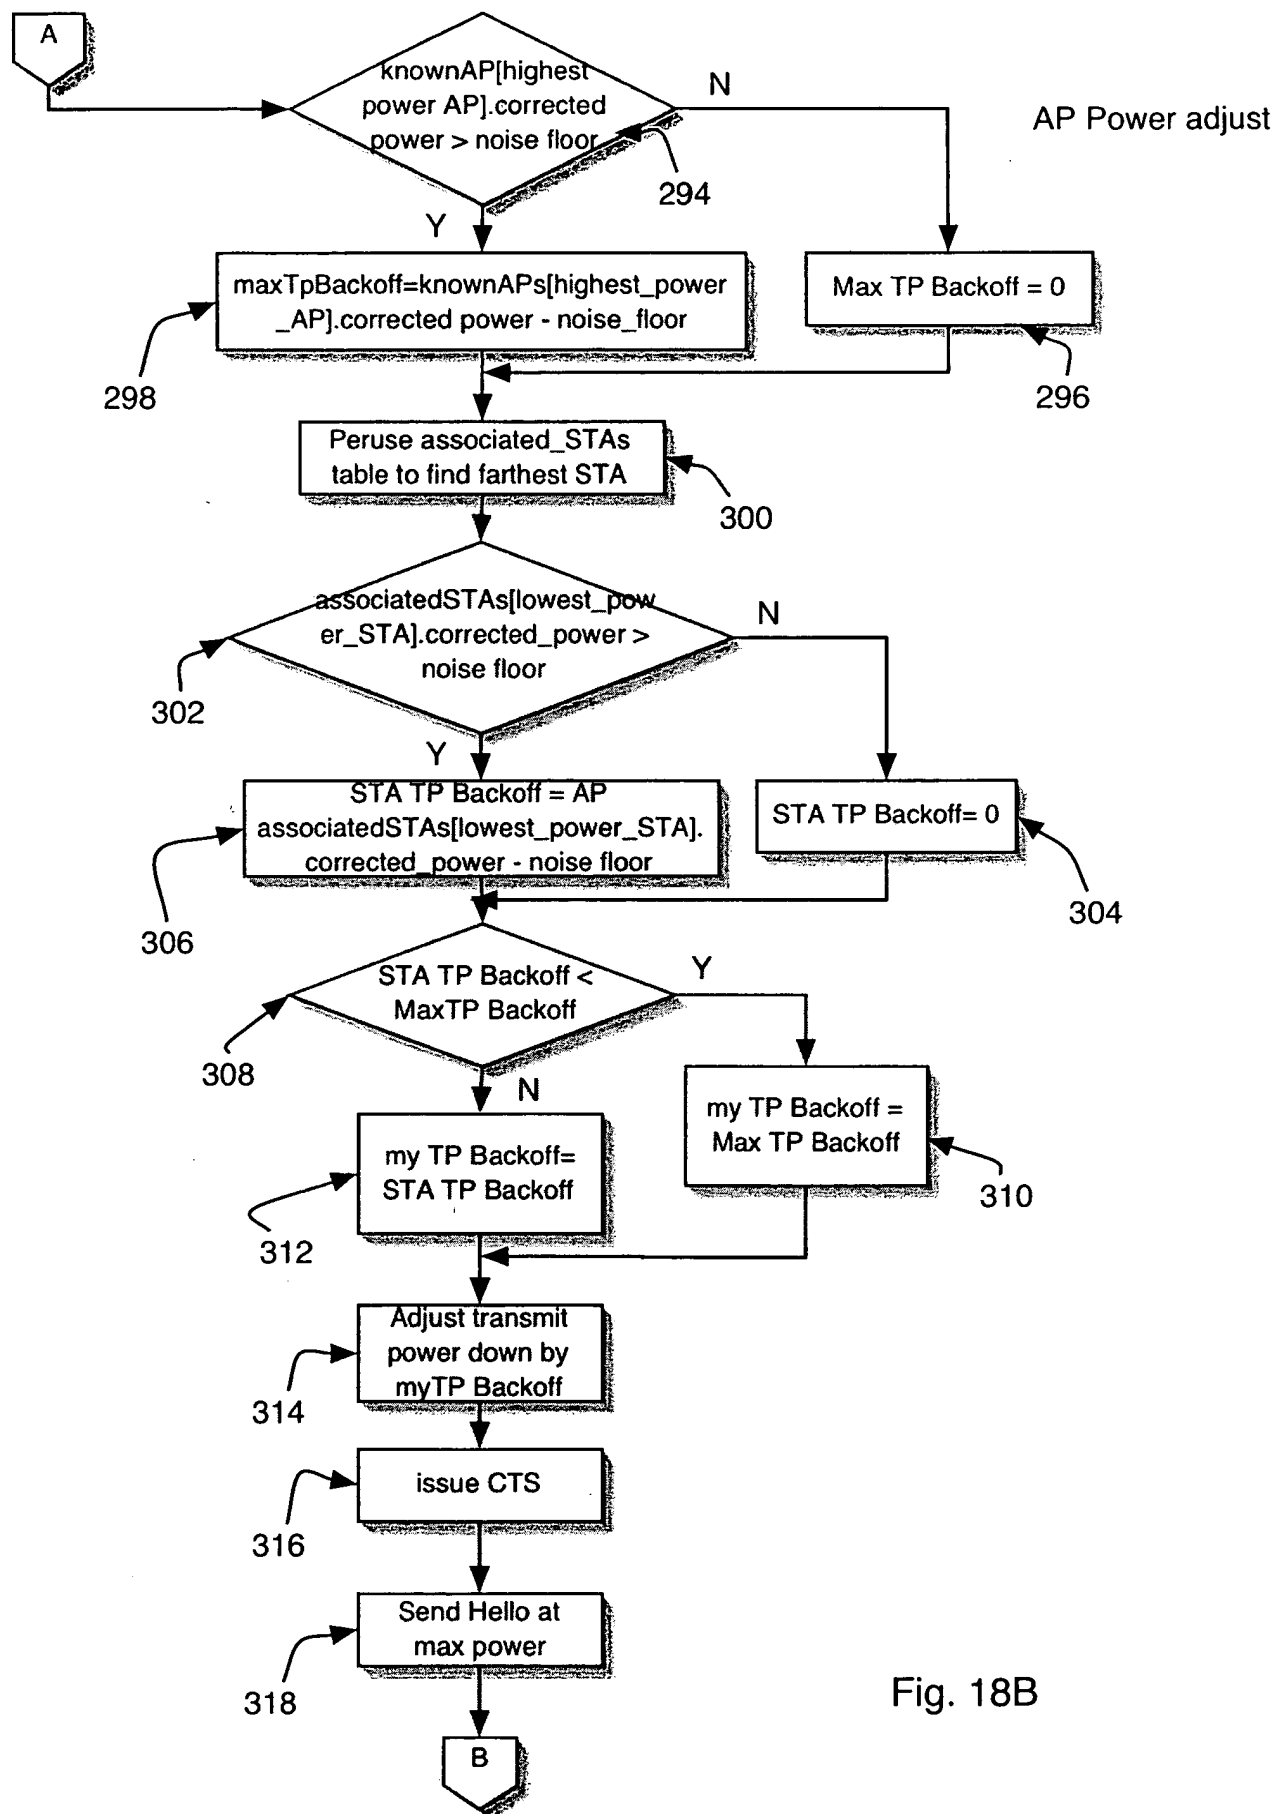 A
knownAP[highest
power AP].corrected
power > noise floor
N
AP Power adjust
294
Y
maxTpBackoff=knownAPs[highest_power
_AP].corrected power - noise_floor
Max TP Backoff = 0
298
296
Peruse associated_STAs
table to find farthest STA
300
associatedSTAs[lowest_pow
er_STA].corrected_power >
noise floor
N
302
Y
STA TP Backoff = AP
associatedSTAs[lowest_power_STA].
corrected_power - noise floor
STA TP Backoff= 0
306
304
STA TP Backoff <
MaxTP Backoff
Y
308
N
my TP Backoff =
Max TP Backoff
my TP Backoff=
STA TP Backoff
310
312
Adjust transmit
power down by
myTP Backoff
314
issue CTS
316
Send Hello at
max power
318
Fig. 18B
B